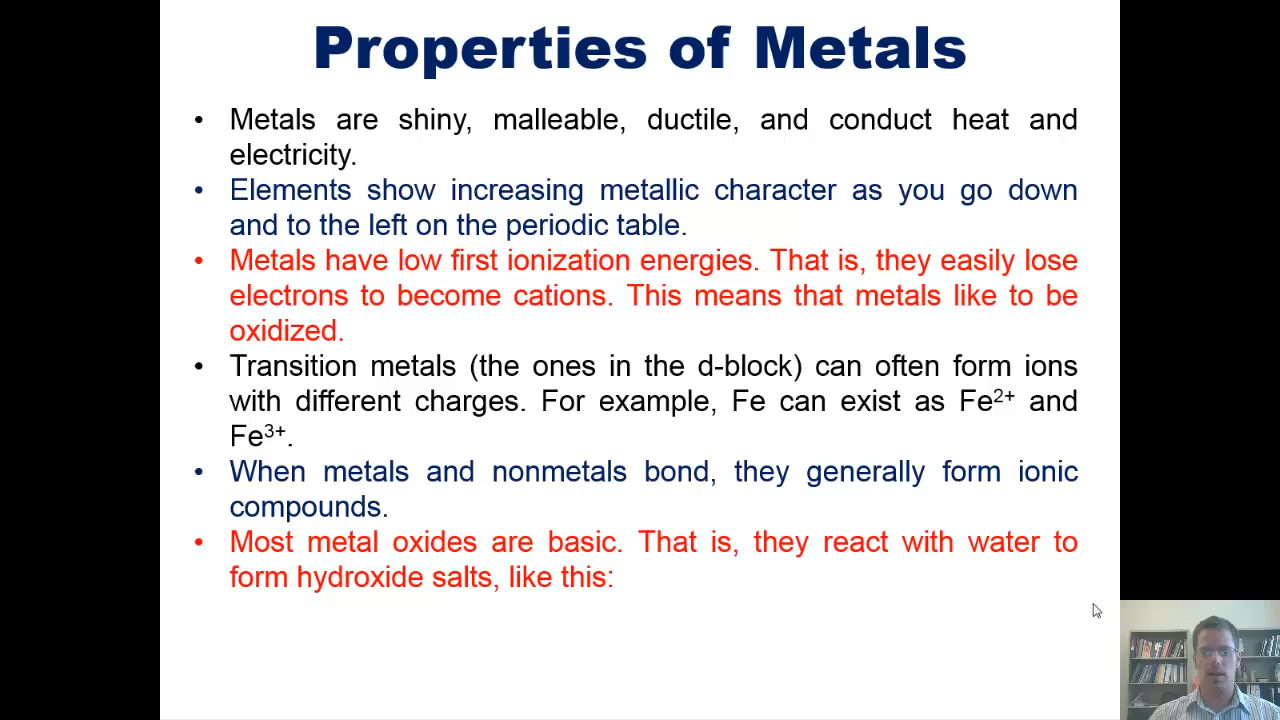 Properties of Metals
• Metals are shiny, malleable, ductile, and conduct heat and
electricity.
• Elements show increasing metallic character as you go down
and to the left on the periodic table.
• Metals have low first ionization energies. That is, they easily lose
electrons to become cations. This means that metals like to be
oxidized.
• Transition metals (the ones in the d-block) can often form ions
with different charges. For example, Fe can exist as Fe²⁺ and
Fe³⁺.
• When metals and nonmetals bond, they generally form ionic
compounds.
• Most metal oxides are basic. That is, they react with water to
form hydroxide salts, like this: